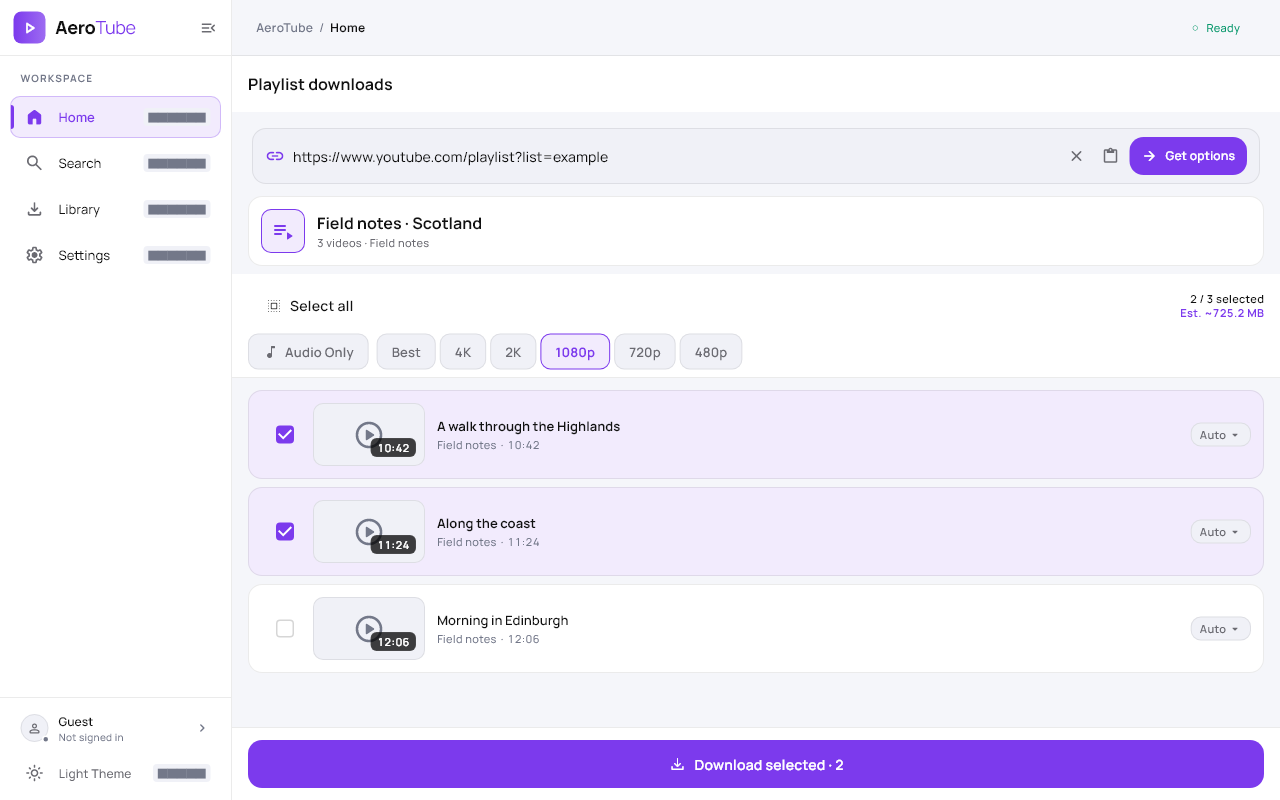 AeroTube
AeroTube / Home
Ready
WORKSPACE
Home
Search
Library
Settings
Playlist downloads
https://www.youtube.com/playlist?list=example
Get options
Field notes · Scotland
3 videos · Field notes
Select all
2 / 3 selected
Est. ~725.2 MB
Audio Only
Best
4K
2K
1080p
720p
480p
10:42
A walk through the Highlands
Field notes · 10:42
Auto
11:24
Along the coast
Field notes · 11:24
Auto
12:06
Morning in Edinburgh
Field notes · 12:06
Auto
Guest
Not signed in
Light Theme
Download selected · 2